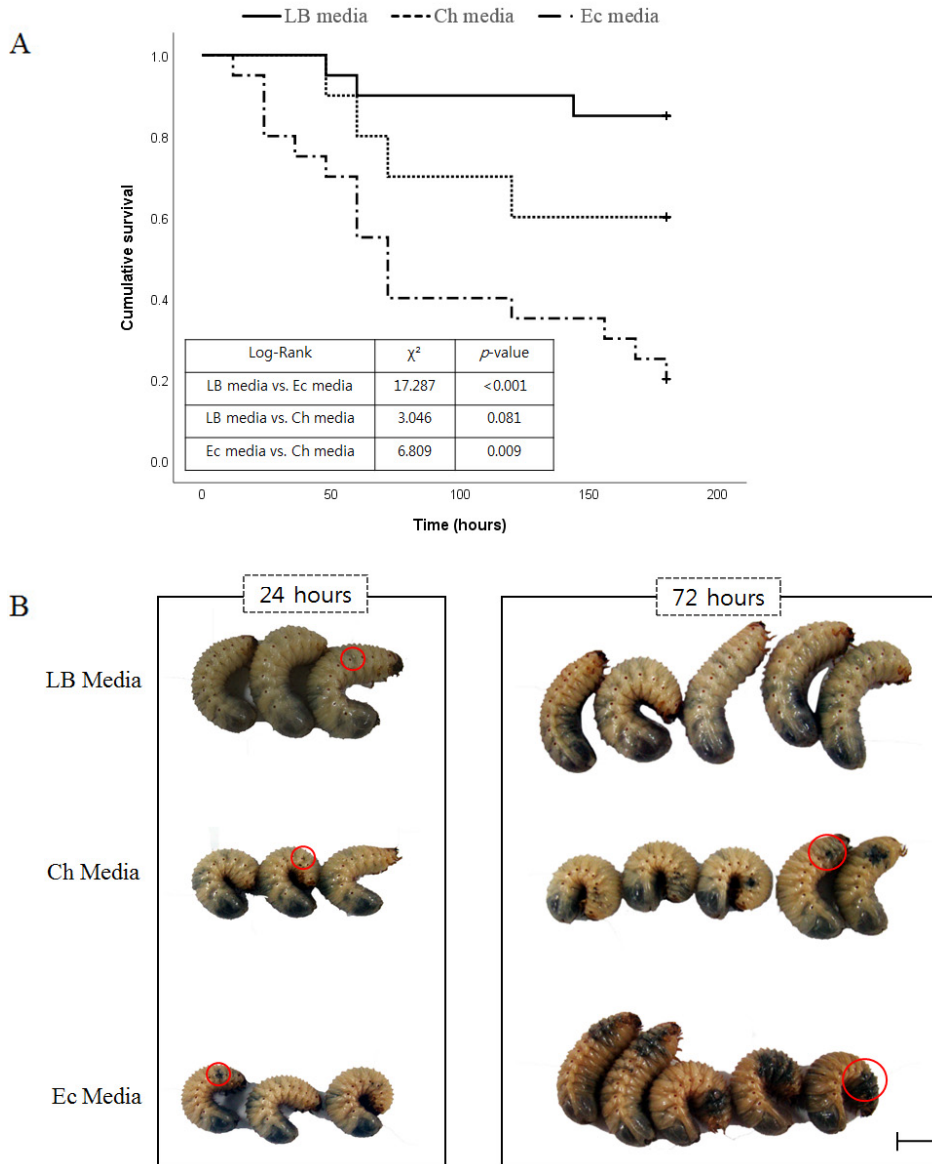 LB media Ch media Ec media
A
1.0
0.8
0.6
0.4
0.2
0.0
Cumulative survival
Log-Rank χ² p-value
LB media vs. Ec media 17.287 <0.001
LB media vs. Ch media 3.046 0.081
Ec media vs. Ch media 6.809 0.009
0 50 100 150 200
Time (hours)
B
24 hours 72 hours
LB Media
Ch Media
Ec Media